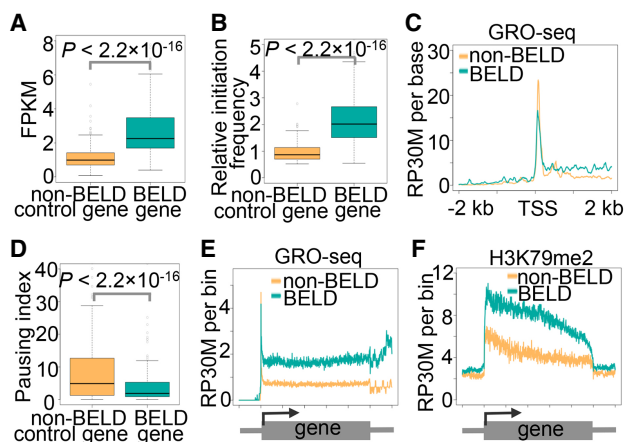 A
P < 2.2×10-16
FPKM
8
6
4
2
0
non-BELD BELD
control gene gene
B
P < 2.2×10-16
Relative initiation
frequency
5
4
3
2
1
0
non-BELD BELD
control gene gene
C
GRO-seq
non-BELD
BELD
RP30M per base
30
20
10
0
-2 kb TSS 2 kb
D
P < 2.2×10-16
Pausing index
40
30
20
10
0
non-BELD BELD
control gene gene
E
GRO-seq
non-BELD
BELD
RP30M per bin
4
2
0
gene
F
H3K79me2
non-BELD
BELD
RP30M per bin
12
8
4
0
gene